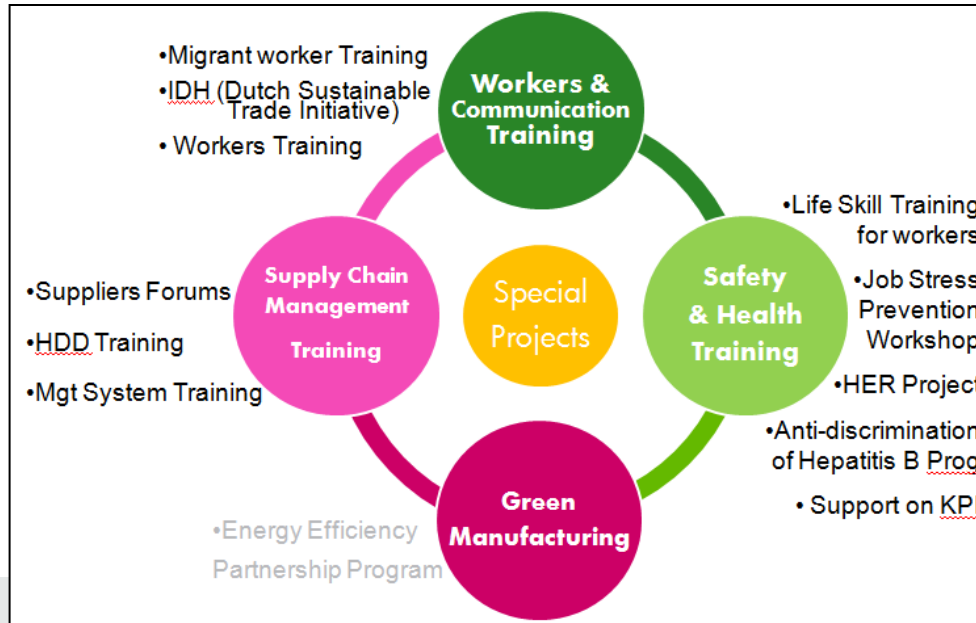 •Migrant worker Training
•IDH (Dutch Sustainable
Trade Initiative)
• Workers Training
Workers &
Communication
Training
•Life Skill Training
for workers
•Job Stress
Prevention
Workshop
•HER Project
•Anti-discrimination
of Hepatitis B Prog
• Support on KPI
Safety
& Health
Training
Special
Projects
Supply Chain
Management
Training
•Suppliers Forums
•HDD Training
•Mgt System Training
Green
Manufacturing
•Energy Efficiency
Partnership Program